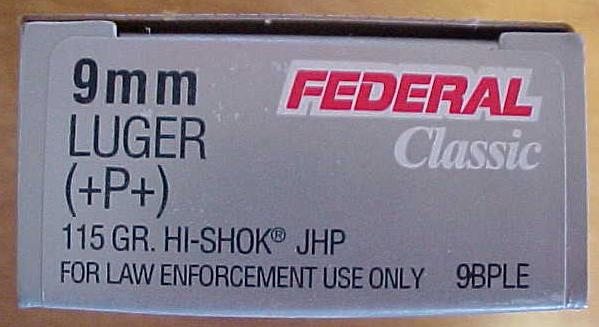 9mm
LUGER
(+P+)
FEDERAL
Classic
115 GR. HI-SHOK® JHP
FOR LAW ENFORCEMENT USE ONLY 9BPLE